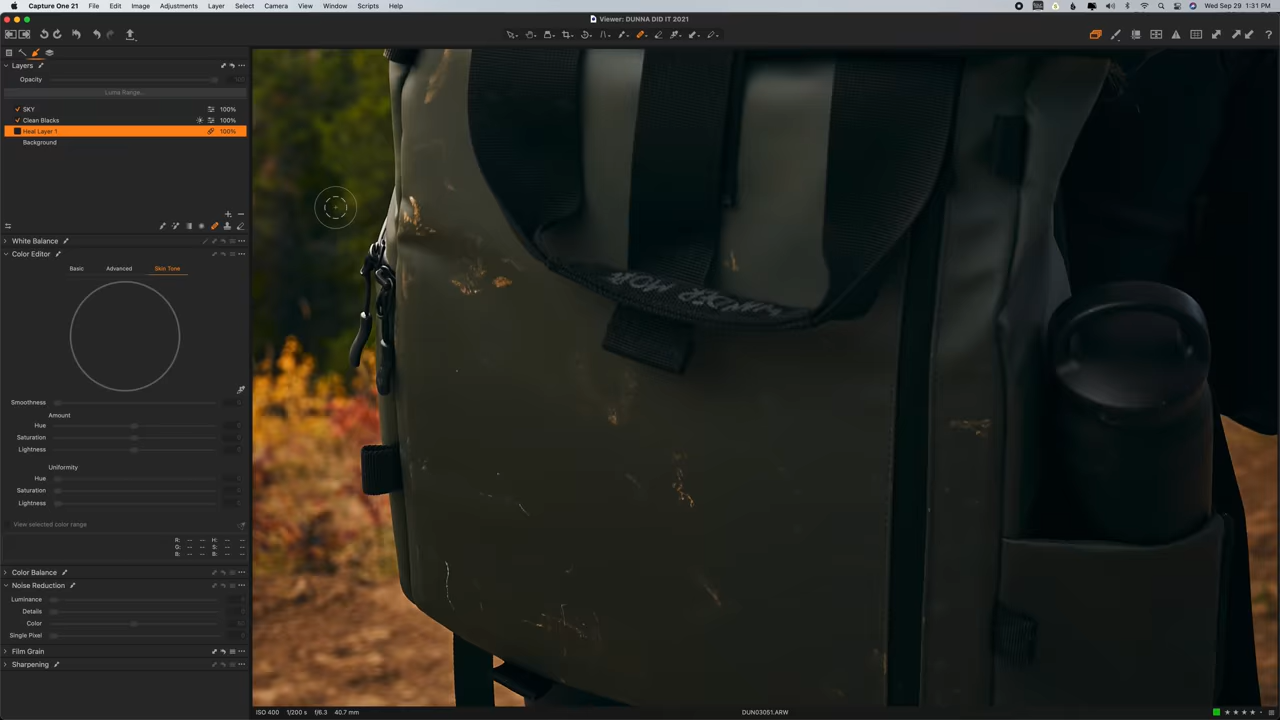 Capture One 21 File Edit Image Adjustments Layer Select Camera View Window Scripts Help
Wed Sep 29 1:31 PM
Viewer: DUNNA DID IT 2021
Layers
Opacity 100
Luma Range...
SKY 100%
Clean Blacks 100%
Heal Layer 1 100%
Background
White Balance
Color Editor
Basic Advanced Skin Tone
Smoothness
Amount
Hue
Saturation
Lightness
Uniformity
Hue
Saturation
Lightness
View selected color range
R: -- -- H: --
G: -- -- S: --
B: -- -- B: --
Color Balance
Noise Reduction
Luminance
Details
Color
Single Pixel
Film Grain
Sharpening
ISO 400 1/200 s f/6.3 40.7 mm
DUN03051.ARW